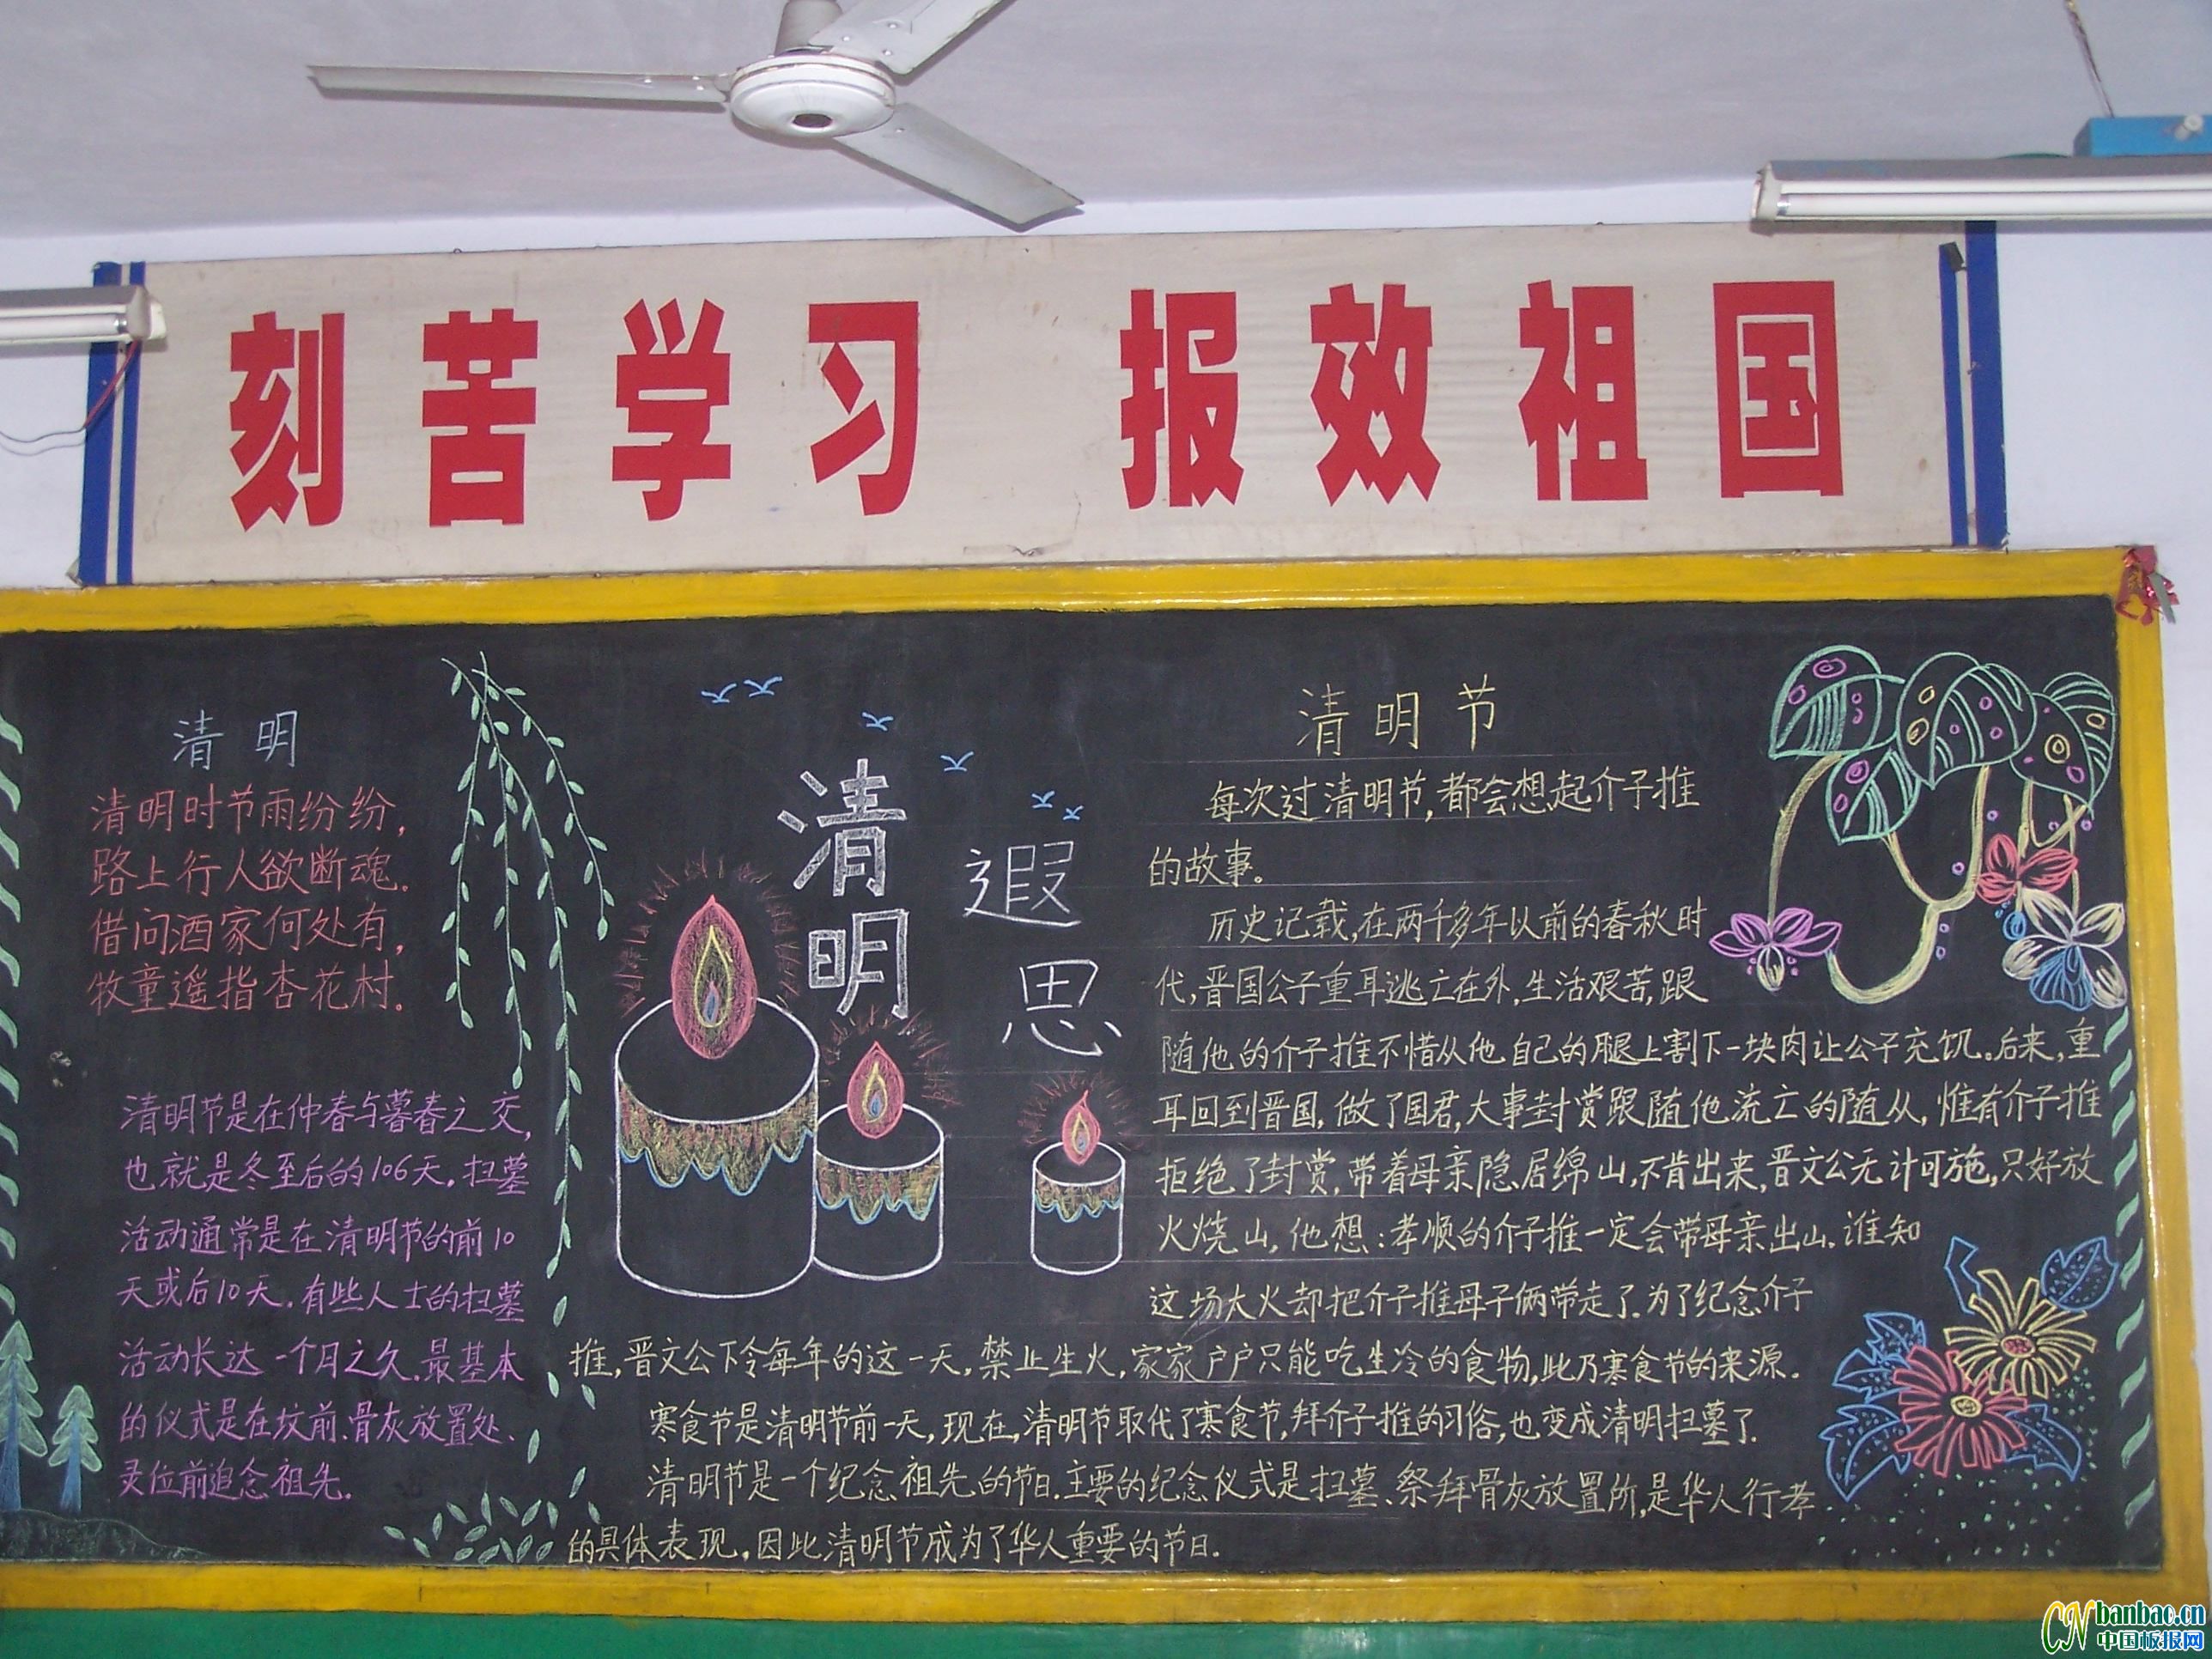 刻苦学习 报效祖国
清明
清明时节雨纷纷,
路上行人欲断魂.
借问酒家何处有,
牧童遥指杏花村.
清明节是在仲春与暮春之交,
也就是冬至后的106天.扫墓
活动通常是在清明节的前10
天或后10天.有些人士的扫墓
活动长达一个月之久.最基本
的仪式是在坟前.骨灰放置处、
灵位前追念祖先.
清明
遐思
清明节
每次过清明节,都会想起介子推
的故事。
历史记载,在两千多年以前的春秋时
代,晋国公子重耳逃亡在外,生活艰苦,跟
随他的介子推不惜从他自己的腿上割下一块肉让公子充饥.后来,重
耳回到晋国,做了国君,大事封赏跟随他流亡的随从,惟有介子推
拒绝了封赏,带着母亲隐居绵山,不肯出来,晋文公无计可施,只好放
火烧山,他想:孝顺的介子推一定会带母亲出山.谁知
这场大火却把介子推母子俩带走了.为了纪念介子
推,晋文公下令每年的这一天,禁止生火,家家户户只能吃生冷的食物,此乃寒食节的来源.
寒食节是清明节前一天,现在,清明节取代了寒食节,拜介子推的习俗,也变成清明扫墓了.
清明节是一个纪念祖先的节日.主要的纪念仪式是扫墓、祭拜骨灰放置所,是华人行孝
的具体表现,因此清明节成为了华人重要的节日.
CN banbao.cn
中国板报网